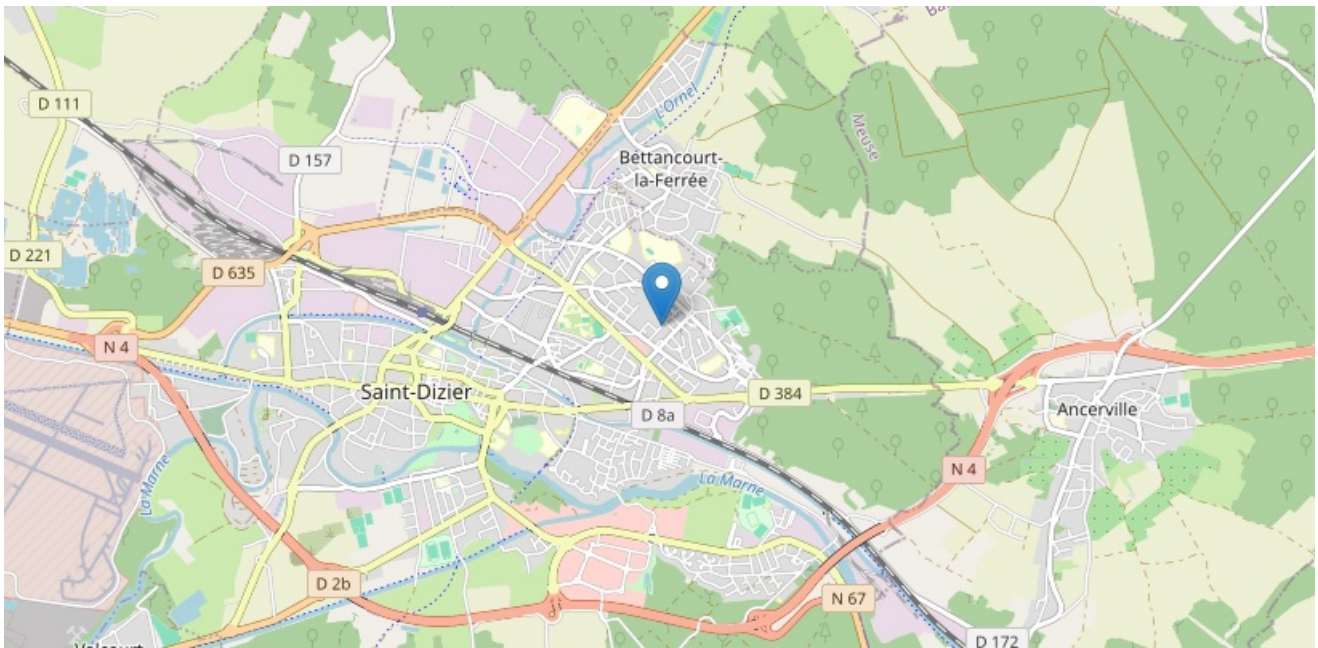 D 111
L'Ornel
Meuse
D 157
Bettancourt-
la-Ferrée
D 221
D 635
N 4
Saint-Dizier
D 384
D 8a
Ancerville
N 4
La Marne
La Marne
D 2b
N 67
D 172